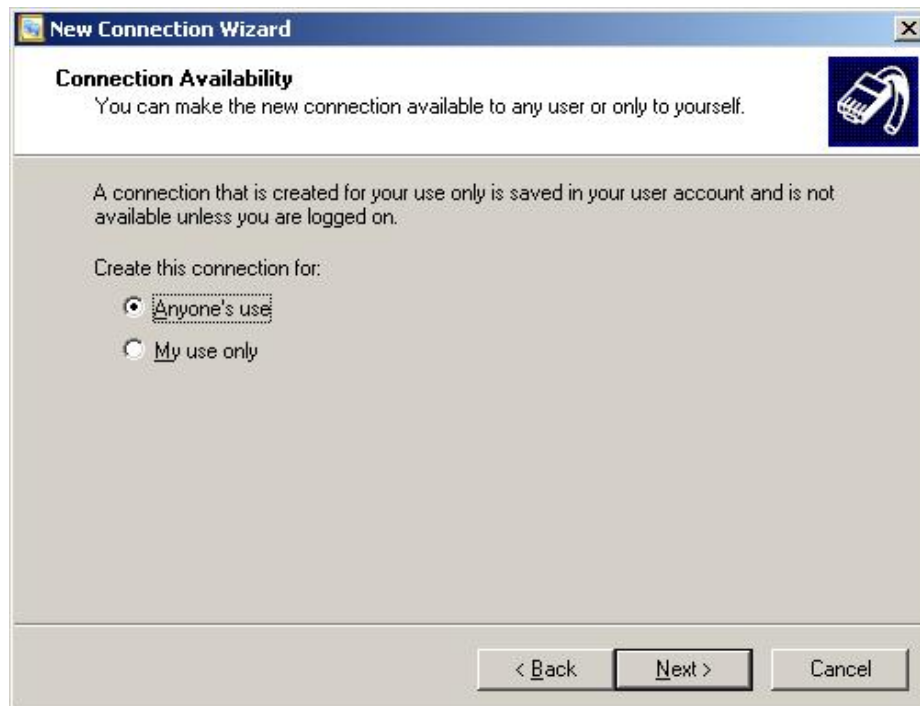 New Connection Wizard
Connection Availability
You can make the new connection available to any user or only to yourself.
A connection that is created for your use only is saved in your user account and is not
available unless you are logged on.
Create this connection for:
Anyone's use
My use only
< Back
Next >
Cancel